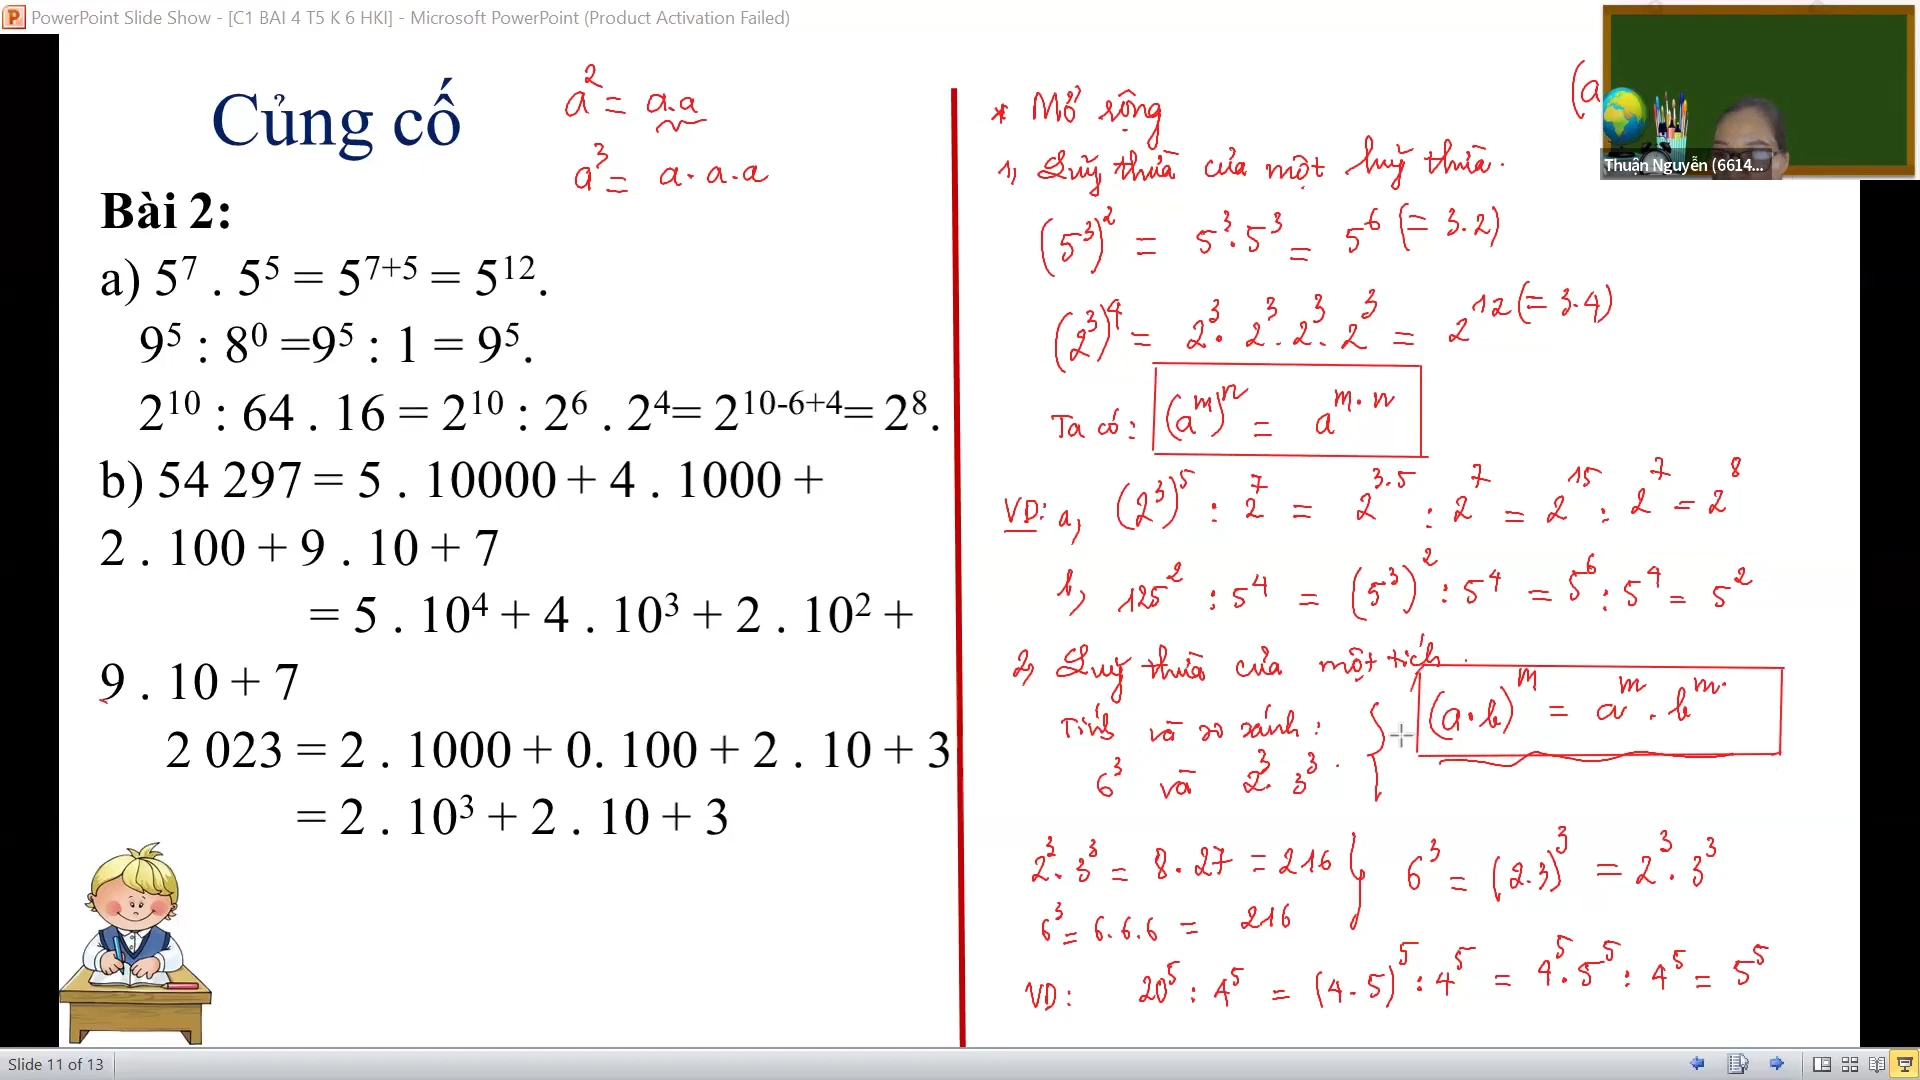 PowerPoint Slide Show - [C1 BAI 4 T5 K 6 HKI] - Microsoft PowerPoint (Product Activation Failed)
Củng cố
a² = a.a
a³ = a.a.a
Bài 2:
a) 5⁷ . 5⁵ = 5⁷⁺⁵ = 5¹².
9⁵ : 8⁰ =9⁵ : 1 = 9⁵.
2¹⁰ : 64 . 16 = 2¹⁰ : 2⁶ . 2⁴= 2¹⁰⁻⁶⁺⁴= 2⁸.
b) 54 297 = 5 . 10000 + 4 . 1000 +
2 . 100 + 9 . 10 + 7
= 5 . 10⁴ + 4 . 10³ + 2 . 10² +
9 . 10 + 7
2 023 = 2 . 1000 + 0. 100 + 2 . 10 + 3
= 2 . 10³ + 2 . 10 + 3
* Mở rộng
(a
Thuận Nguyễn (6614...
1, Luỹ thừa của một luỹ thừa.
(5³)² = 5³.5³ = 5⁶ (= 3.2)
(2³)⁴ = 2³. 2³. 2³. 2³ = 2¹² (= 3.4)
Ta có: (aᵐ)ⁿ = aᵐ·ⁿ
VD: a, (2³)⁵ : 2⁷ = 2³·⁵ : 2⁷ = 2¹⁵ : 2⁷ = 2⁸
b, 125² : 5⁴ = (5³)² : 5⁴ = 5⁶ : 5⁴ = 5²
2, Luỹ thừa của một tích.
Tính và so sánh:
6³ và 2³. 3³.
(a.b)ᵐ = aᵐ . bᵐ.
2³. 3³ = 8.27 = 216
6³ = 6.6.6 = 216
6³ = (2.3)³ = 2³. 3³
VD: 20⁵ : 4⁵ = (4.5)⁵ : 4⁵ = 4⁵. 5⁵ : 4⁵ = 5⁵
Slide 11 of 13